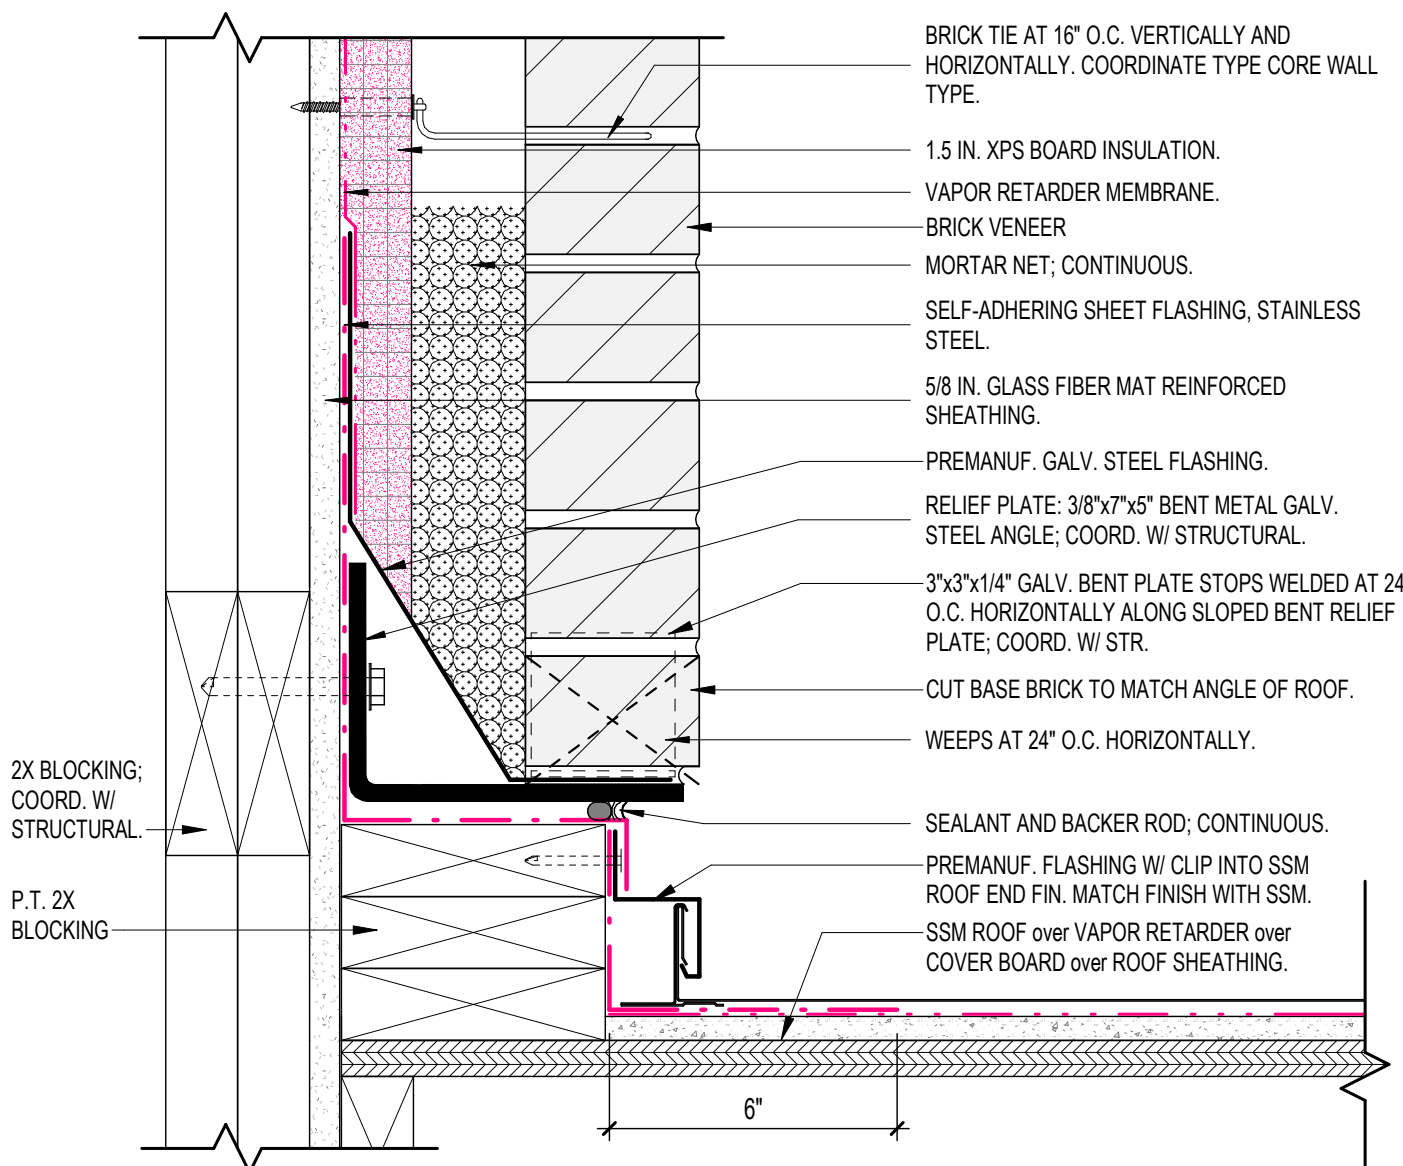 BRICK TIE AT 16" O.C. VERTICALLY AND
HORIZONTALLY. COORDINATE TYPE CORE WALL
TYPE.
1.5 IN. XPS BOARD INSULATION.
VAPOR RETARDER MEMBRANE.
BRICK VENEER
MORTAR NET; CONTINUOUS.
SELF-ADHERING SHEET FLASHING, STAINLESS
STEEL.
5/8 IN. GLASS FIBER MAT REINFORCED
SHEATHING.
PREMANUF. GALV. STEEL FLASHING.
RELIEF PLATE: 3/8"x7"x5" BENT METAL GALV.
STEEL ANGLE; COORD. W/ STRUCTURAL.
3"x3"x1/4" GALV. BENT PLATE STOPS WELDED AT 24
O.C. HORIZONTALLY ALONG SLOPED BENT RELIEF
PLATE; COORD. W/ STR.
CUT BASE BRICK TO MATCH ANGLE OF ROOF.
WEEPS AT 24" O.C. HORIZONTALLY.
SEALANT AND BACKER ROD; CONTINUOUS.
PREMANUF. FLASHING W/ CLIP INTO SSM
ROOF END FIN. MATCH FINISH WITH SSM.
SSM ROOF over VAPOR RETARDER over
COVER BOARD over ROOF SHEATHING.
2X BLOCKING;
COORD. W/
STRUCTURAL.
P.T. 2X
BLOCKING
6"